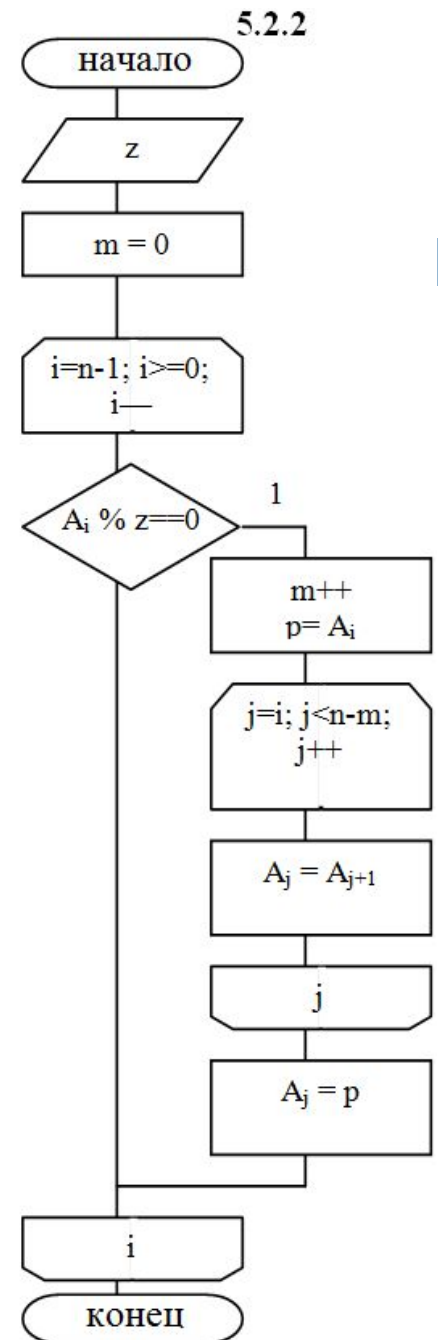 5.2.2
начало
z
m = 0
i=n-1; i>=0;
i—
Aᵢ % z==0
1
m++
p= Aᵢ
j=i; j<n-m;
j++
Aⱼ = Aⱼ₊₁
j
Aⱼ = p
i
конец